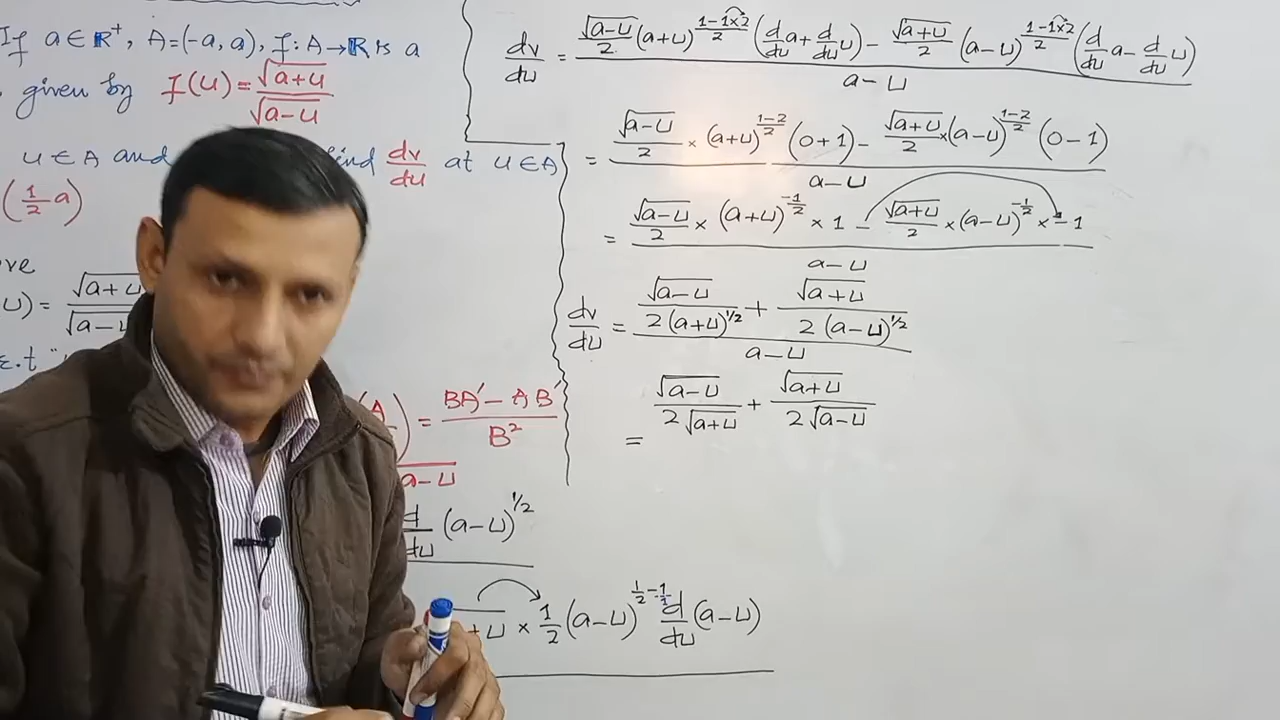 If a ∈ R⁺, A=(-a, a), f: A→R is a
given by f(u) = √(a+u) / √(a-u)
u ∈ A and find dv/du at u ∈ A
(1/2 a)
u) = √(a+u / √(a-u
w.r.t
) = (BA′ - AB′) / B²
a-u
d/du (a-u)^(1/2)
+u × 1/2 (a-u)^(1/2 - 1/2) d/du (a-u)
dv/du = [√(a-u)/2 (a+u)^((1-1×2)/2) (d/du a + d/du u) - √(a+u)/2 (a-u)^((1-1×2)/2) (d/du a - d/du u)] / (a-u)
= [√(a-u)/2 × (a+u)^((1-2)/2) (0+1) - √(a+u)/2 × (a-u)^((1-2)/2) (0-1)] / (a-u)
= [√(a-u)/2 × (a+u)^(-1/2) × 1 - √(a+u)/2 × (a-u)^(-1/2) × -1] / (a-u)
dv/du = [√(a-u) / 2(a+u)^(1/2) + √(a+u) / 2(a-u)^(1/2)] / (a-u)
= √(a-u) / 2√(a+u) + √(a+u) / 2√(a-u)